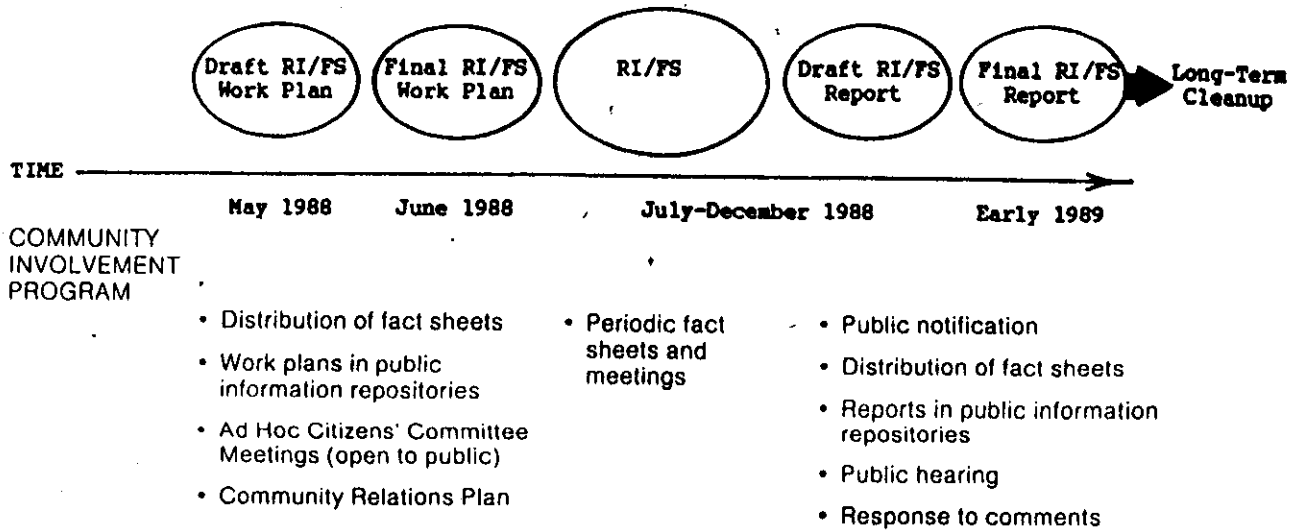 Draft RI/FS
Work Plan
Final RI/FS
Work Plan
RI/FS
Draft RI/FS
Report
Final RI/FS
Report
Long-Term
Cleanup
TIME
May 1988
June 1988
July-December 1988
Early 1989
COMMUNITY
INVOLVEMENT
PROGRAM
• Distribution of fact sheets
• Work plans in public
information repositories
• Ad Hoc Citizens' Committee
Meetings (open to public)
• Community Relations Plan
• Periodic fact
sheets and
meetings
• Public notification
• Distribution of fact sheets
• Reports in public information
repositories
• Public hearing
• Response to comments